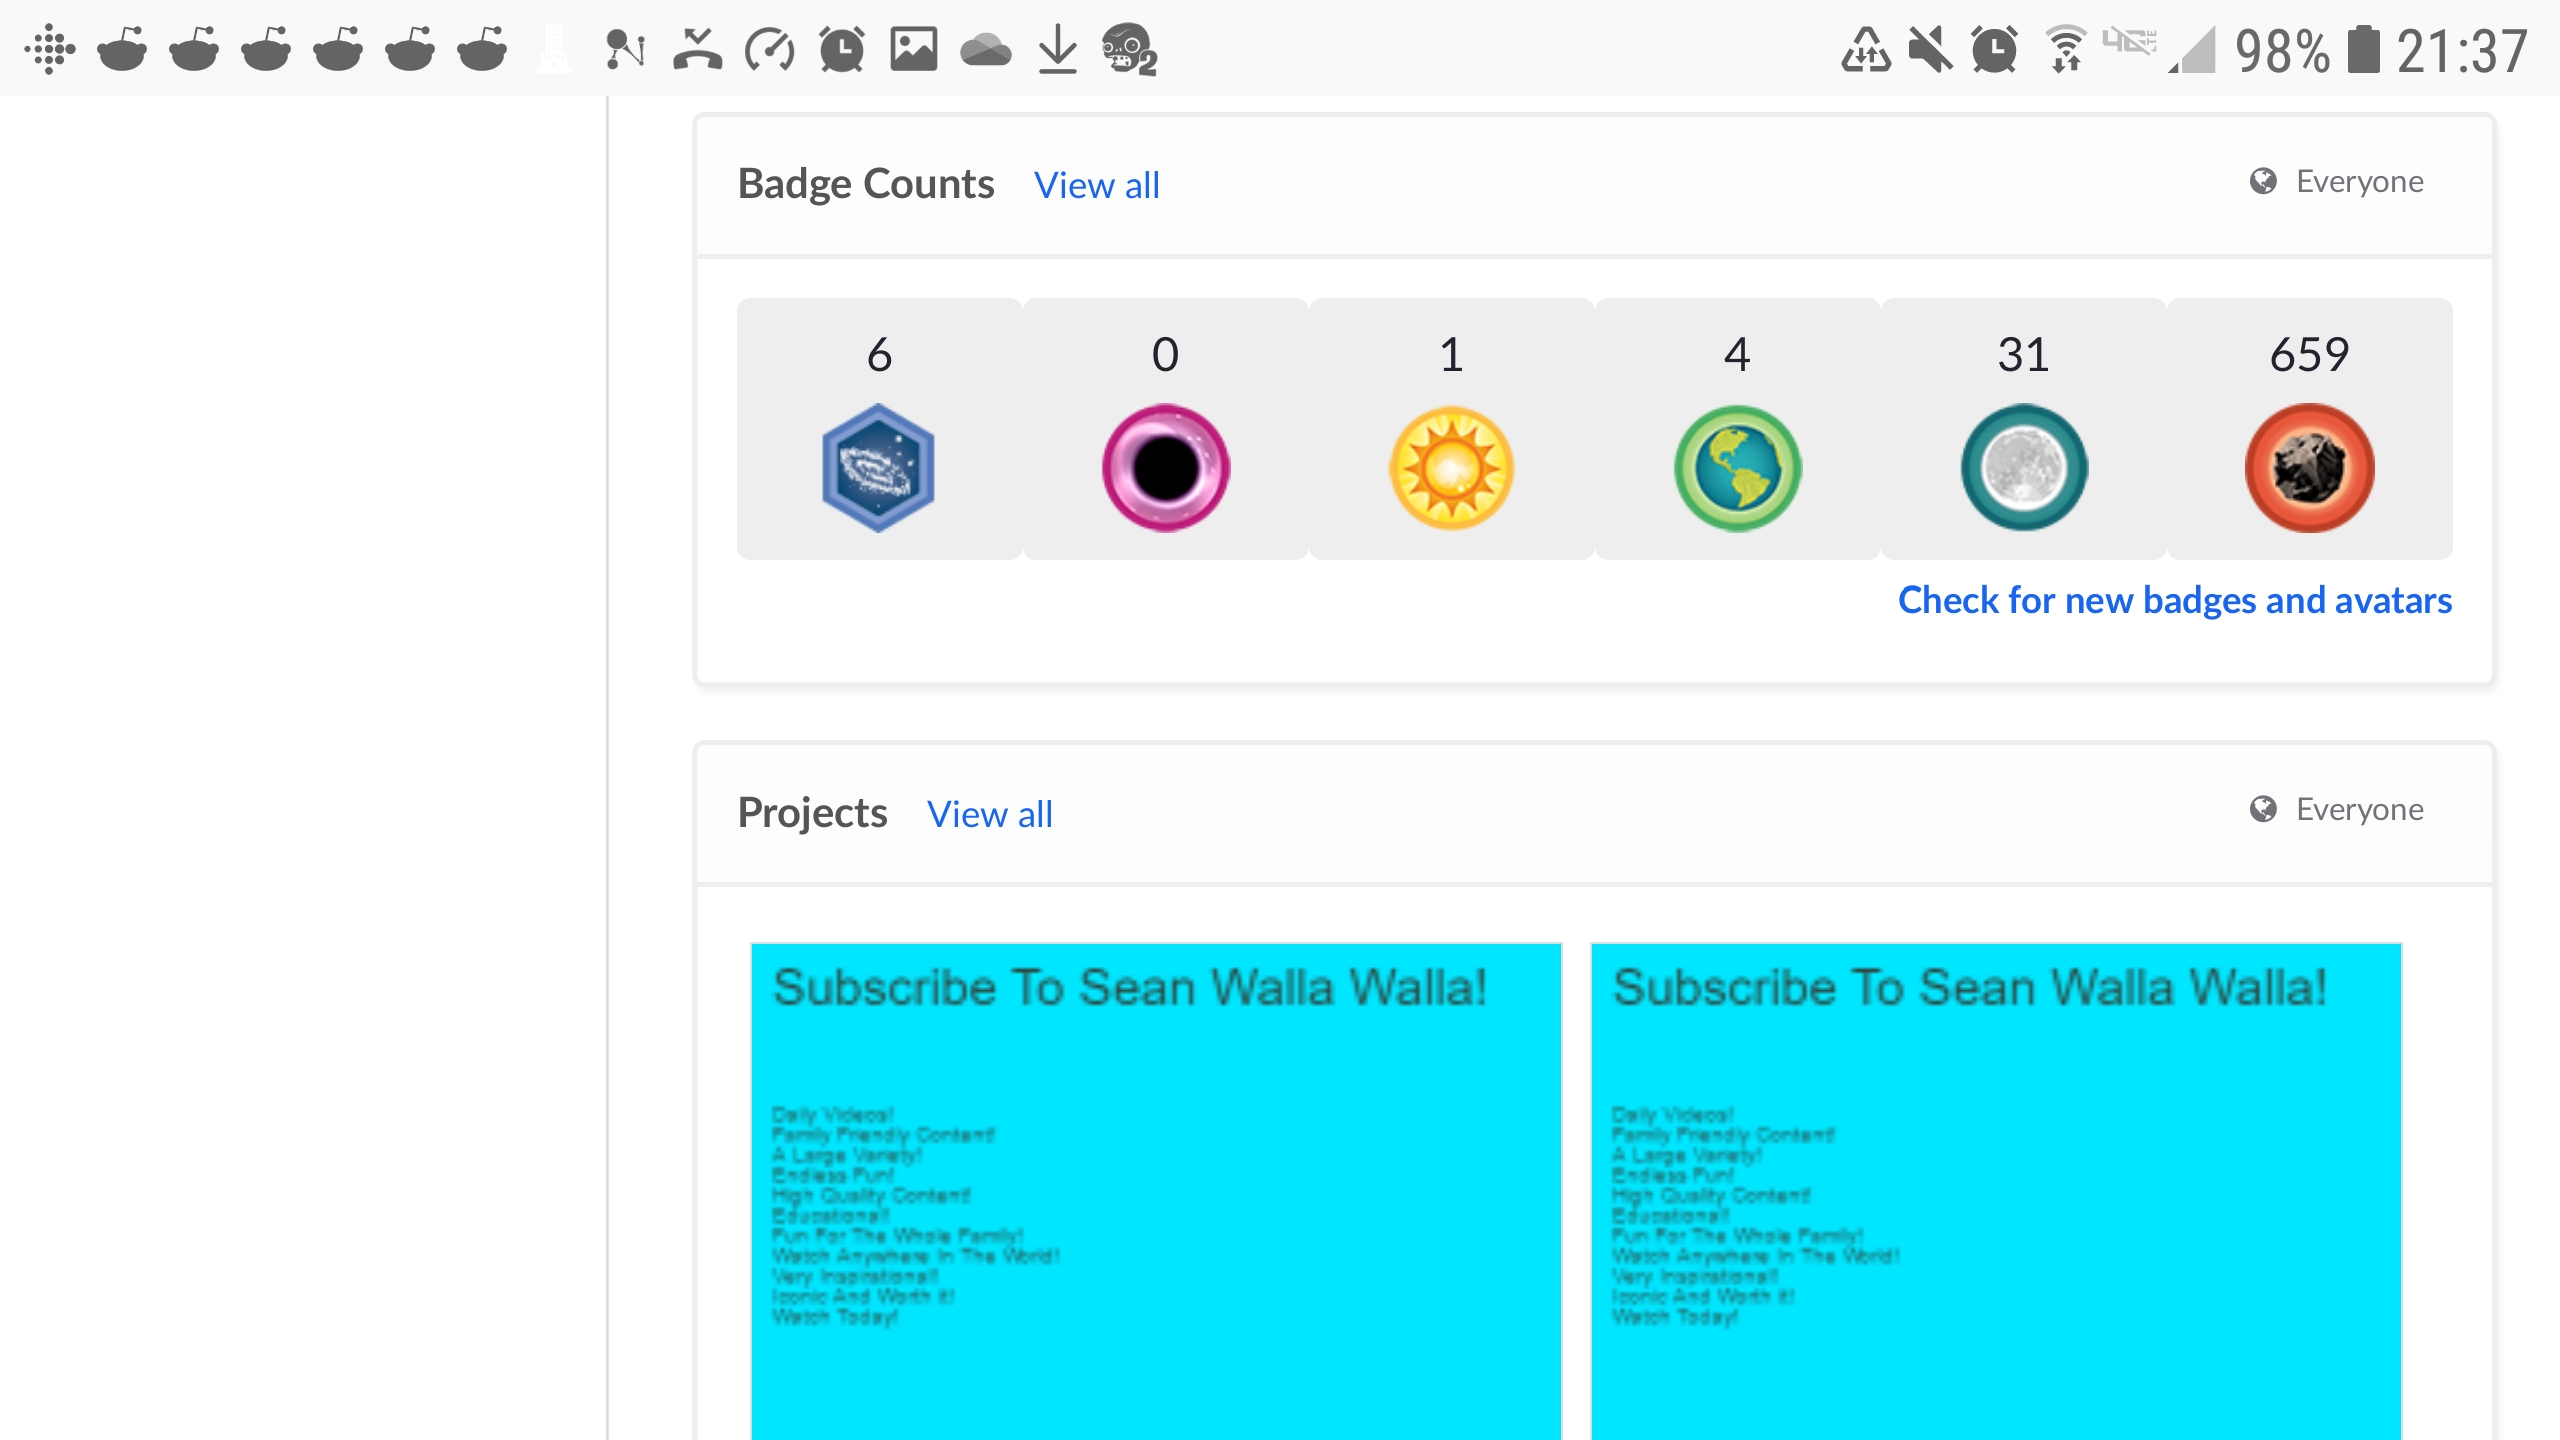 98% 21:37
Badge Counts View all Everyone
6 0 1 4 31 659
Check for new badges and avatars
Projects View all Everyone
Subscribe To Sean Walla Walla! Subscribe To Sean Walla Walla!
Daily Videos! Daily Videos!
Family Friendly Content! Family Friendly Content!
A Large Variety! A Large Variety!
Endless Fun! Endless Fun!
High Quality Content! High Quality Content!
Educational! Educational!
Fun For The Whole Family! Fun For The Whole Family!
Watch Anywhere In The World! Watch Anywhere In The World!
Very Inspirational! Very Inspirational!
Iconic And Worth it! Iconic And Worth it!
Watch Today! Watch Today!